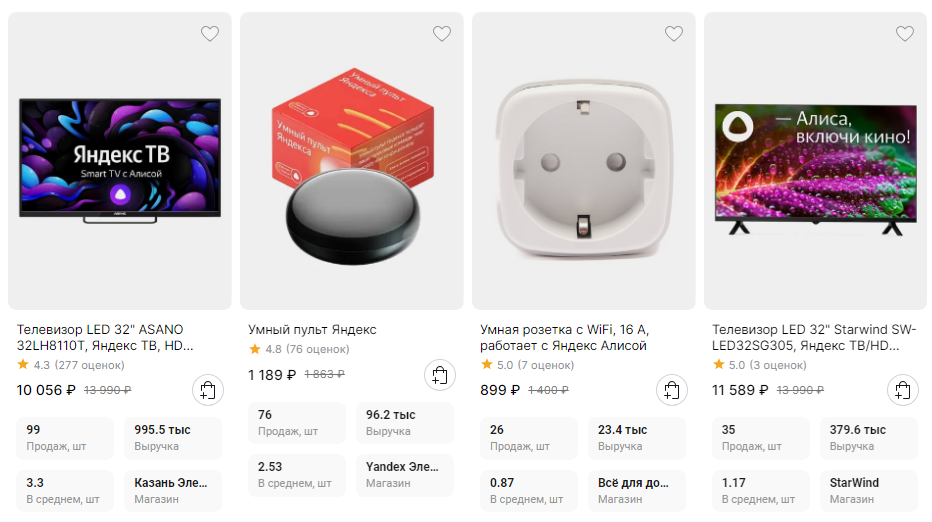 Яндекс ТВ
Smart TV с Алисой
Телевизор LED 32" ASANO
32LH8110T, Яндекс ТВ, HD...
4.3 (277 оценок)
10 056 ₽ 13 990 ₽
99
Продаж, шт
995.5 тыс
Выручка
3.3
В среднем, шт
Казань Эле...
Магазин
Умный пульт
Яндекса
Умный пульт
Яндекса
Умный пульт Яндекс
4.8 (76 оценок)
1 189 ₽ 1 863 ₽
76
Продаж, шт
96.2 тыс
Выручка
2.53
В среднем, шт
Yandex Эле...
Магазин
Умная розетка с WiFi, 16 А,
работает с Яндекс Алисой
5.0 (7 оценок)
899 ₽ 1 400 ₽
26
Продаж, шт
23.4 тыс
Выручка
0.87
В среднем, шт
Всё для до...
Магазин
— Алиса,
включи кино!
Телевизор LED 32" Starwind SW-
LED32SG305, Яндекс ТВ/HD...
5.0 (3 оценок)
11 589 ₽ 13 990 ₽
35
Продаж, шт
379.6 тыс
Выручка
1.17
В среднем, шт
StarWind
Магазин